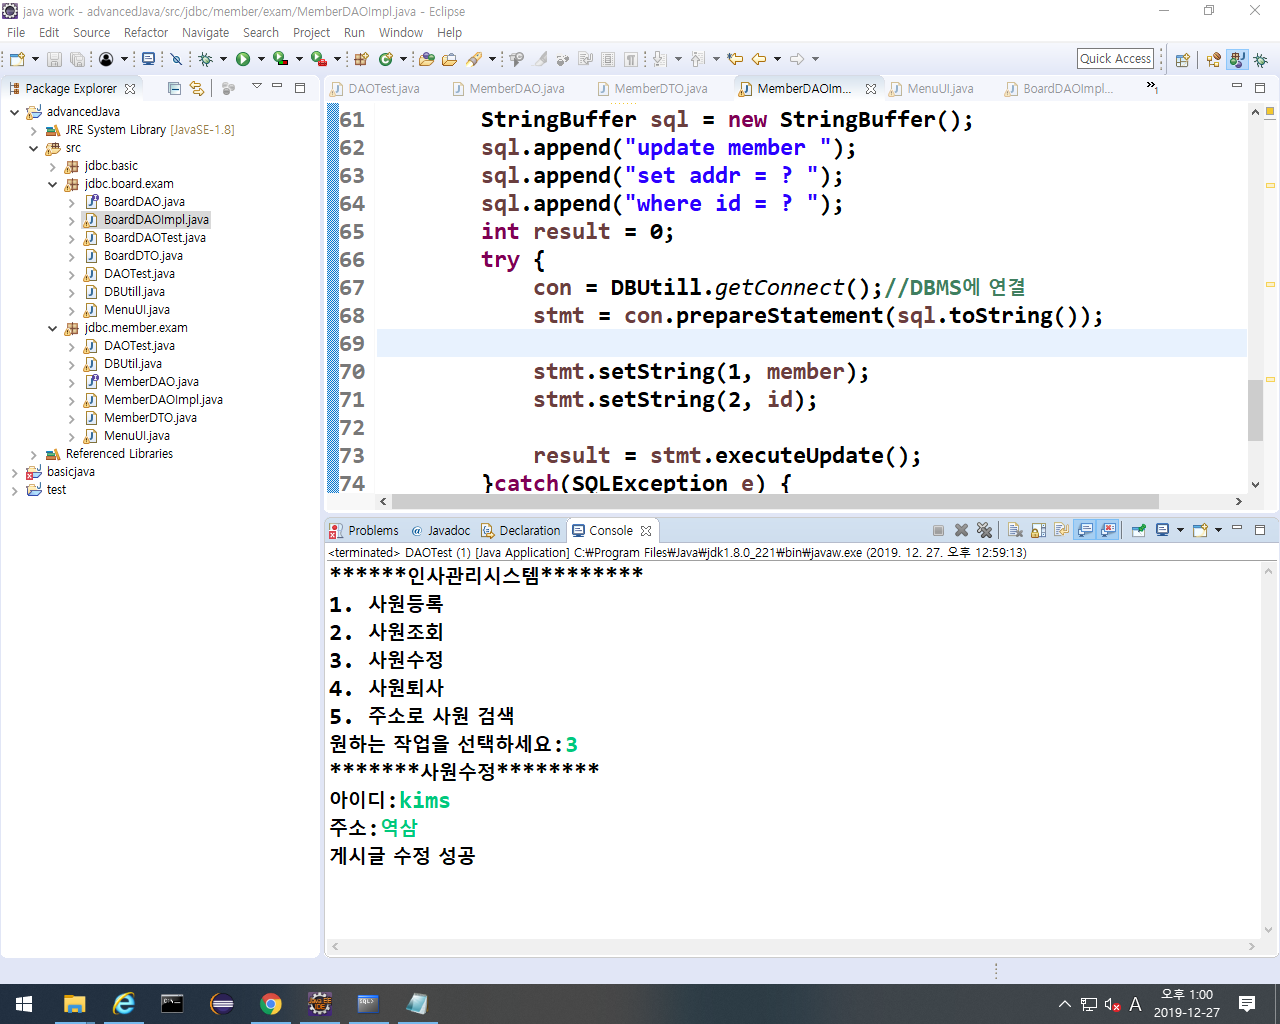 java work - advancedJava/src/jdbc/member/exam/MemberDAOImpl.java - Eclipse
File Edit Source Refactor Navigate Search Project Run Window Help
Quick Access
Package Explorer
advancedJava
JRE System Library [JavaSE-1.8]
src
jdbc.basic
jdbc.board.exam
BoardDAO.java
BoardDAOImpl.java
BoardDAOTest.java
BoardDTO.java
DAOTest.java
DBUtill.java
MenuUI.java
jdbc.member.exam
DAOTest.java
DBUtil.java
MemberDAO.java
MemberDAOImpl.java
MemberDTO.java
MenuUI.java
Referenced Libraries
basicjava
test
DAOTest.java MemberDAO.java MemberDTO.java MemberDAOIm... MenuUI.java BoardDAOImpl... »1
61 StringBuffer sql = new StringBuffer();
62 sql.append("update member ");
63 sql.append("set addr = ? ");
64 sql.append("where id = ? ");
65 int result = 0;
66 try {
67 con = DBUtill.getConnect();//DBMS에 연결
68 stmt = con.prepareStatement(sql.toString());
69
70 stmt.setString(1, member);
71 stmt.setString(2, id);
72
73 result = stmt.executeUpdate();
74 }catch(SQLException e) {
Problems @ Javadoc Declaration Console
<terminated> DAOTest (1) [Java Application] C:₩Program Files₩Java₩jdk1.8.0_221₩bin₩javaw.exe (2019. 12. 27. 오후 12:59:13)
******인사관리시스템********
1. 사원등록
2. 사원조회
3. 사원수정
4. 사원퇴사
5. 주소로 사원 검색
원하는 작업을 선택하세요:3
*******사원수정********
아이디:kims
주소:역삼
게시글 수정 성공
A
오후 1:00
2019-12-27